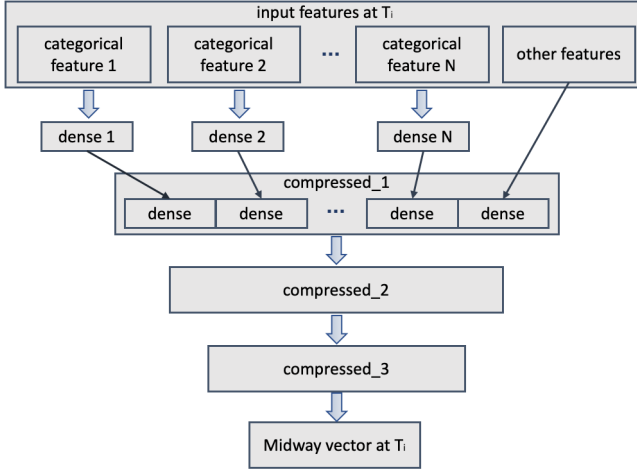 input features at Tᵢ
categorical
feature 1
categorical
feature 2
...
categorical
feature N
other features
dense 1
dense 2
dense N
compressed_1
dense
dense
...
dense
dense
compressed_2
compressed_3
Midway vector at Tᵢ